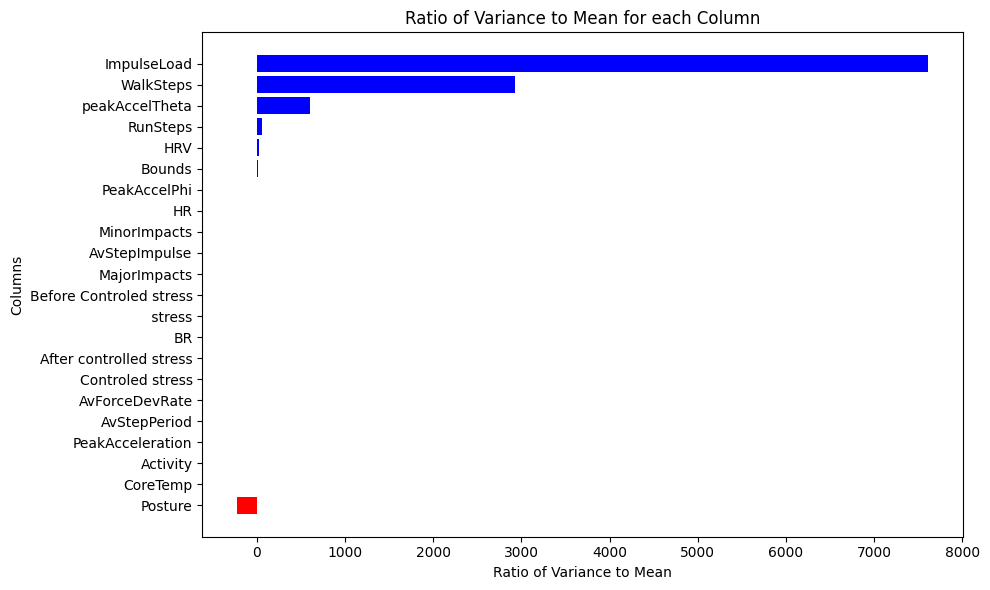 Ratio of Variance to Mean for each Column
Columns
ImpulseLoad
WalkSteps
peakAccelTheta
RunSteps
HRV
Bounds
PeakAccelPhi
HR
MinorImpacts
AvStepImpulse
MajorImpacts
Before Controled stress
stress
BR
After controlled stress
Controled stress
AvForceDevRate
AvStepPeriod
PeakAcceleration
Activity
CoreTemp
Posture
0 1000 2000 3000 4000 5000 6000 7000 8000
Ratio of Variance to Mean